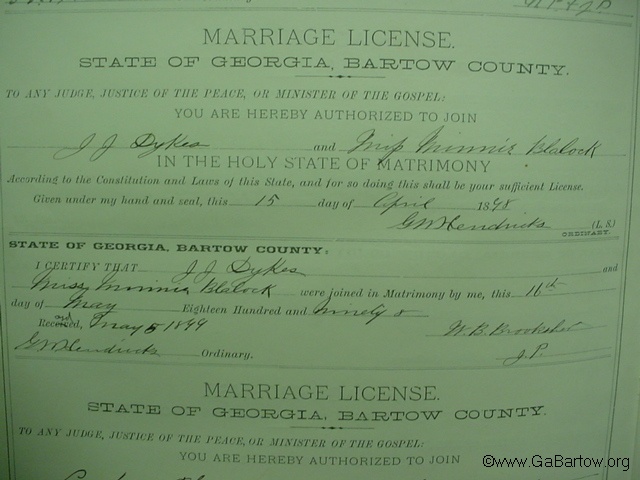 N.P. & J.P.
MARRIAGE LICENSE.
STATE OF GEORGIA, BARTOW COUNTY.
TO ANY JUDGE, JUSTICE OF THE PEACE, OR MINISTER OF THE GOSPEL:
YOU ARE HEREBY AUTHORIZED TO JOIN
J J Dykes and Miss Minnie Blalock
IN THE HOLY STATE OF MATRIMONY
According to the Constitution and Laws of this State, and for so doing this shall be your sufficient License.
Given under my hand and seal, this 15 day of April 1898
GW Hendricks (L. S.)
ORDINARY.
STATE OF GEORGIA, BARTOW COUNTY:
I CERTIFY THAT J J Dykes and
Miss Minnie Blalock were joined in Matrimony by me, this 16th
day of May Eighteen Hundred and ninety 8
May 5 1899 W. B.
GW Hendricks Ordinary. J.P.
MARRIAGE LICENSE.
STATE OF GEORGIA, BARTOW COUNTY.
TO ANY JUDGE, JUSTICE OF THE PEACE, OR MINISTER OF THE GOSPEL:
YOU ARE HEREBY AUTHORIZED TO JOIN
©www.GaBartow.org